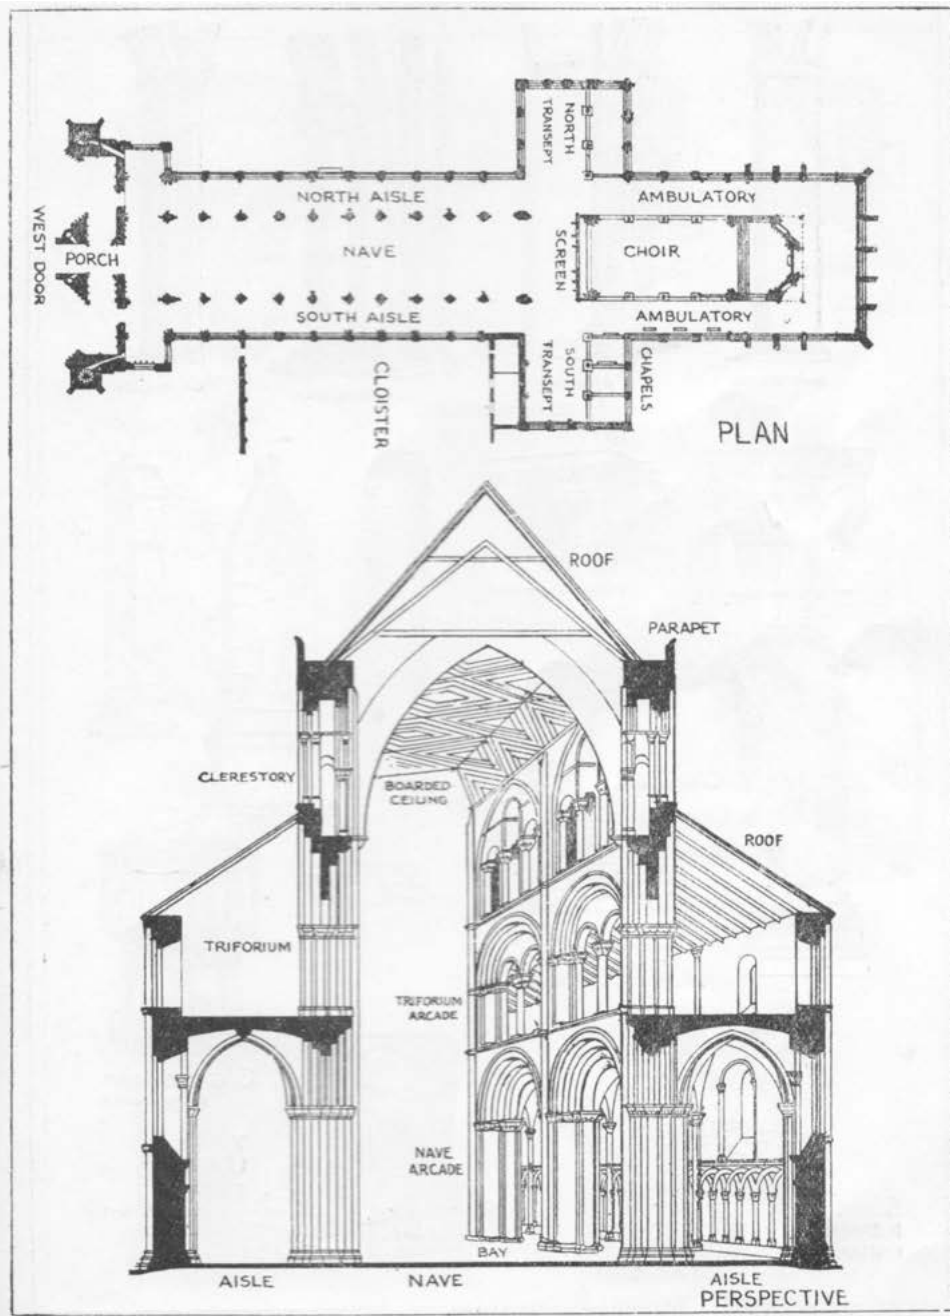 NORTH
TRANSEPT
NORTH AISLE
AMBULATORY
WEST DOOR
PORCH
NAVE
SCREEN
CHOIR
SOUTH AISLE
AMBULATORY
CLOISTER
SOUTH
TRANSEPT
CHAPELS
PLAN
ROOF
PARAPET
CLERESTORY
BOARDED
CEILING
ROOF
TRIFORIUM
TRIFORIUM
ARCADE
NAVE
ARCADE
BAY
AISLE
NAVE
AISLE
PERSPECTIVE